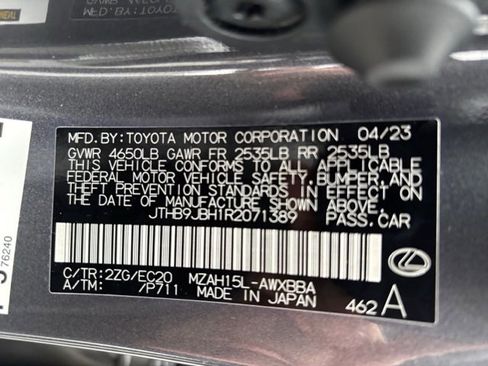 MFD.BY:TOYOTA MOTOR CORPORATION 04/23
GVWR 4650LB GAWR FR 2535LB RR 2535LB
THIS VEHICLE CONFORMS TO ALL APPLICABLE
FEDERAL MOTOR VEHICLE SAFETY, BUMPER, AND
THEFT PREVENTION STANDARDS IN EFFECT ON
THE DATE OF MANUFACTURE SHOWN ABOVE.
JTHB9JBH1R2071389 PASS.CAR
C/TR:2ZG/EC20 MZAH15L-AWXBBA
A/TM: 7P711 MADE IN JAPAN
462 A
76240